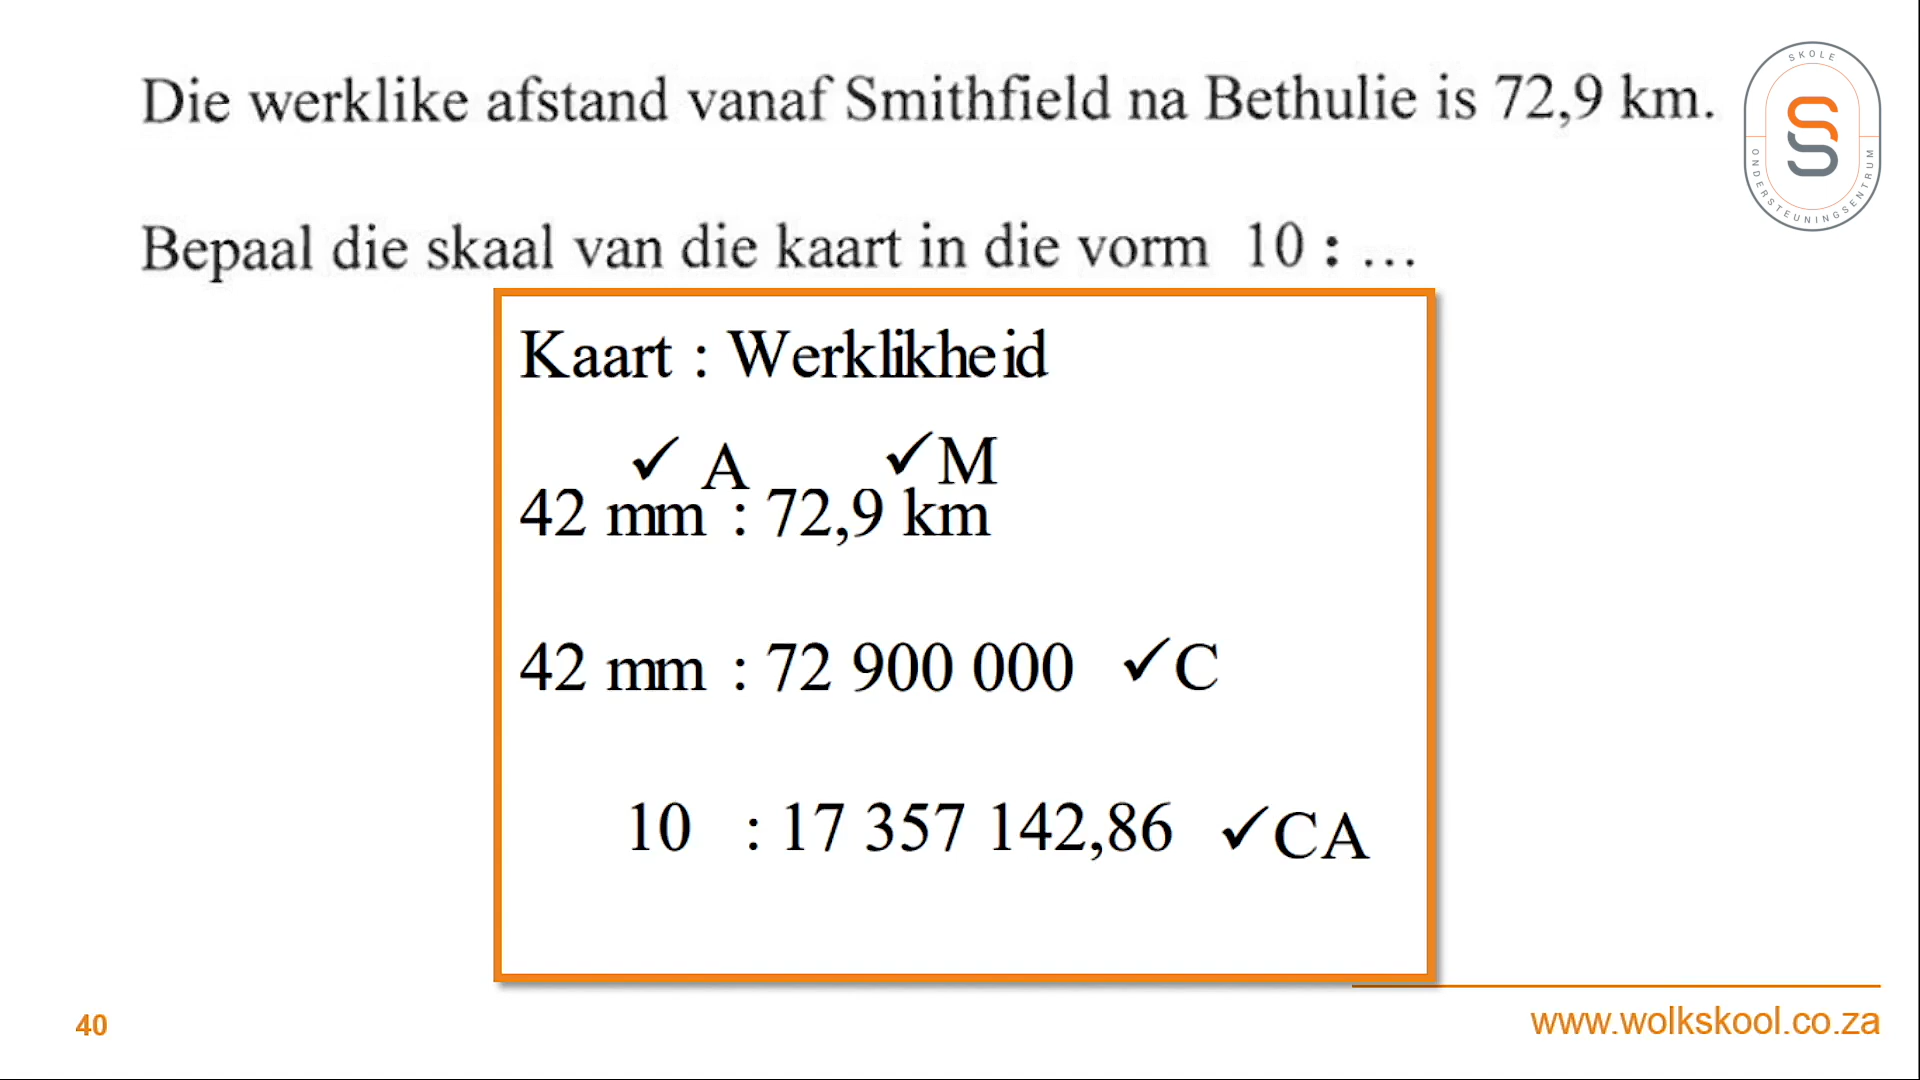 Die werklike afstand vanaf Smithfield na Bethulie is 72,9 km.
SKOLE
ONDERSTEUNINGSENTRUM
Bepaal die skaal van die kaart in die vorm 10 : ...
Kaart : Werklikheid
✓ A ✓M
42 mm : 72,9 km
42 mm : 72 900 000 ✓C
10 : 17 357 142,86 ✓CA
40
www.wolkskool.co.za